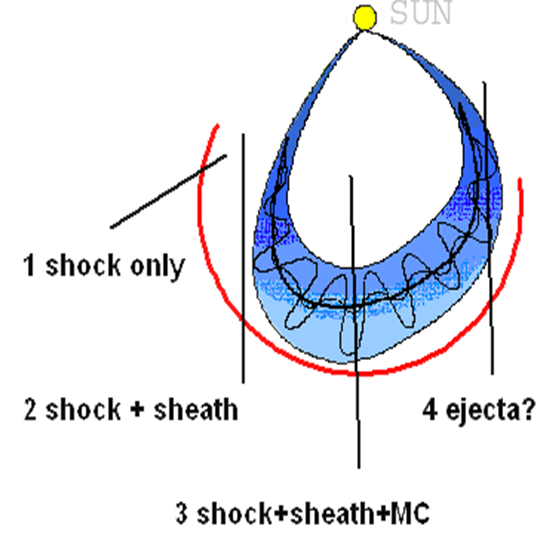 SUN
1 shock only
2 shock + sheath
4 ejecta?
3 shock+sheath+MC